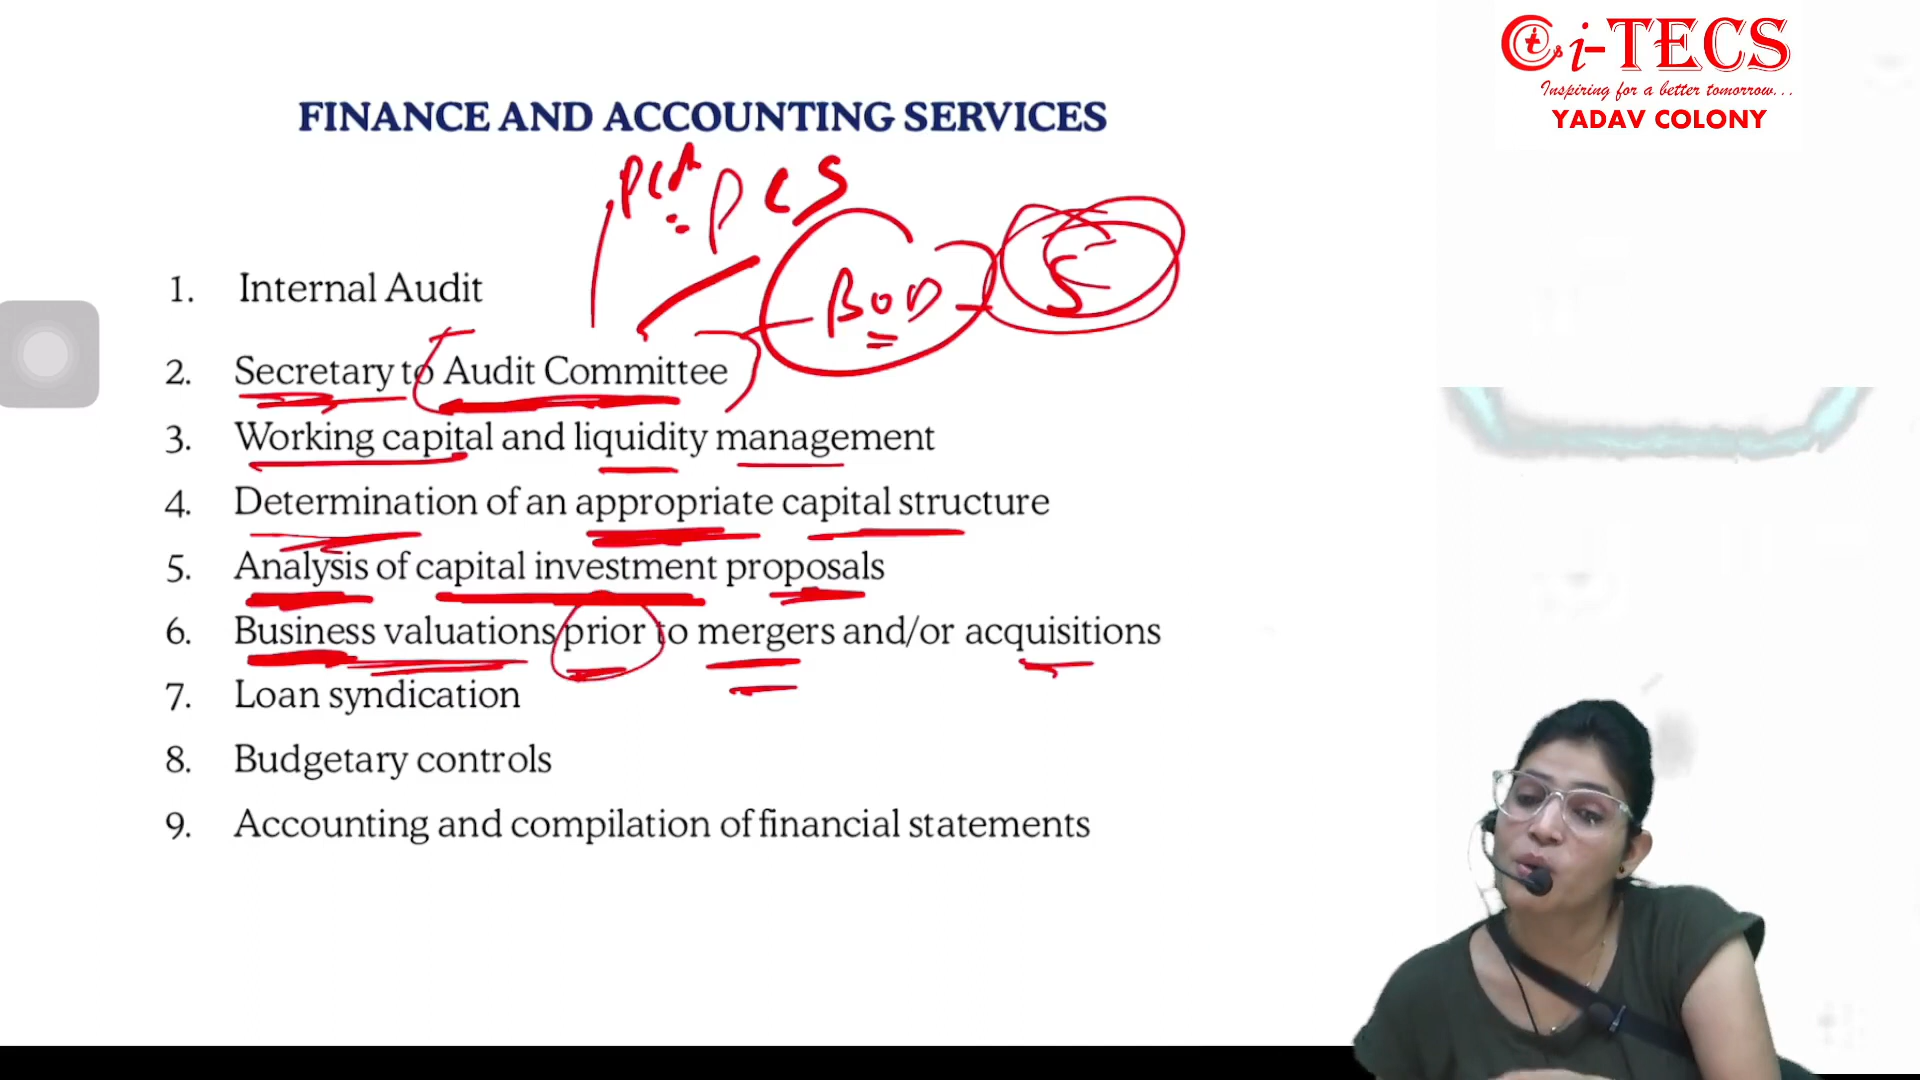 i-TECS
Inspiring for a better tomorrow...
YADAV COLONY
FINANCE AND ACCOUNTING SERVICES
PCA PCS
BOD
S
1. Internal Audit
2. Secretary to Audit Committee
3. Working capital and liquidity management
4. Determination of an appropriate capital structure
5. Analysis of capital investment proposals
6. Business valuations prior to mergers and/or acquisitions
7. Loan syndication
8. Budgetary controls
9. Accounting and compilation of financial statements